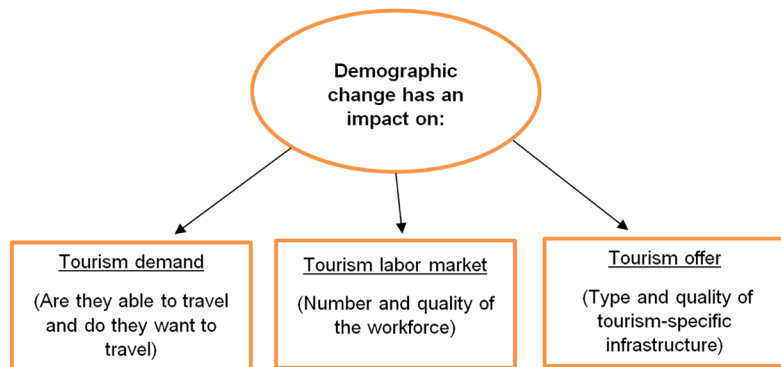 Demographic
change has an
impact on:
Tourism demand
(Are they able to travel
and do they want to
travel)
Tourism labor market
(Number and quality of
the workforce)
Tourism offer
(Type and quality of
tourism-specific
infrastructure)